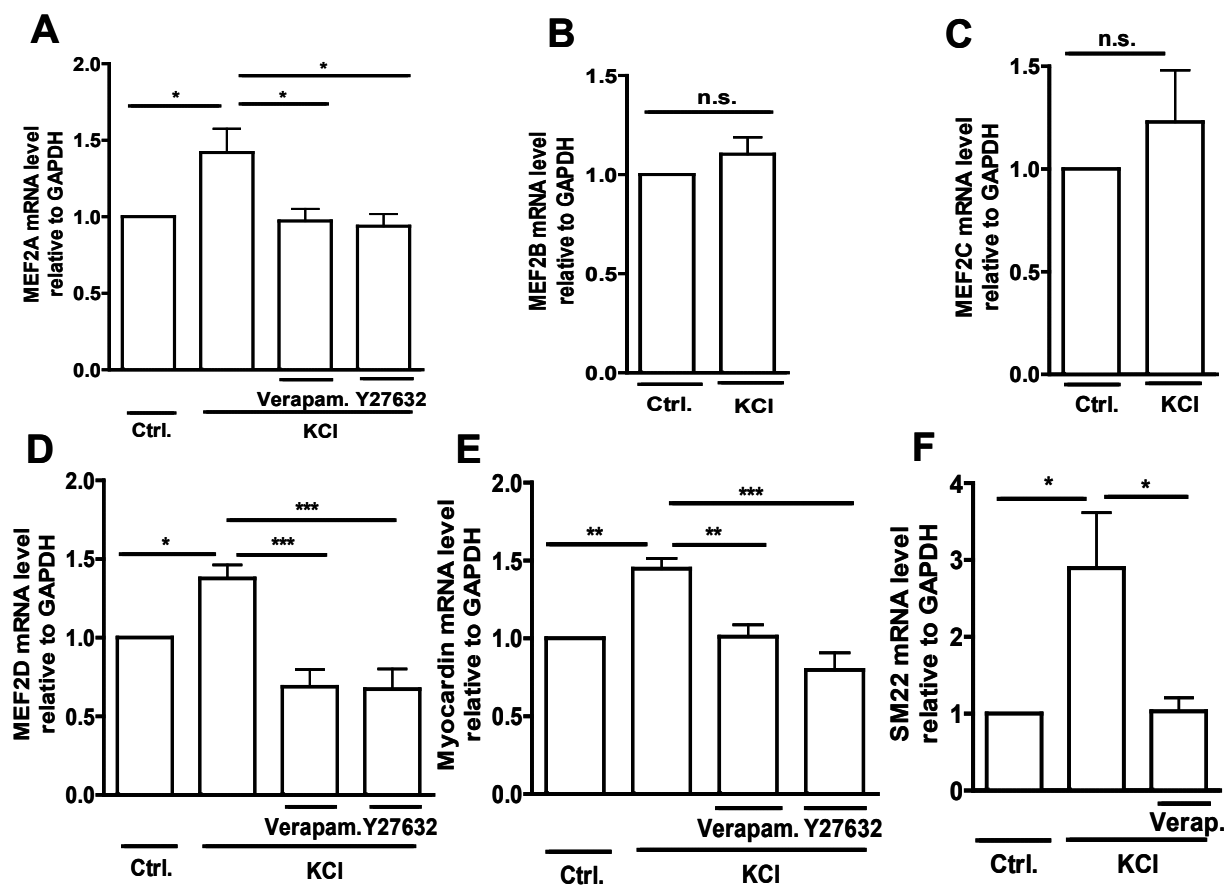 A
MEF2A mRNA level
relative to GAPDH
2.0
1.5
1.0
0.5
0.0
*
*
*
Verapam. Y27632
Ctrl.
KCl
B
MEF2B mRNA level
relative to GAPDH
1.5
1.0
0.5
0.0
n.s.
Ctrl.
KCl
C
MEF2C mRNA level
relative to GAPDH
1.5
1.0
0.5
0.0
n.s.
Ctrl.
KCl
D
MEF2D mRNA level
relative to GAPDH
2.0
1.5
1.0
0.5
0.0
***
*
***
Verapam. Y27632
Ctrl.
KCl
E
Myocardin mRNA level
relative to GAPDH
2.0
1.5
1.0
0.5
0.0
***
**
**
Verapam. Y27632
Ctrl.
KCl
F
SM22 mRNA level
relative to GAPDH
4
3
2
1
0
*
*
Verap.
Ctrl.
KCl